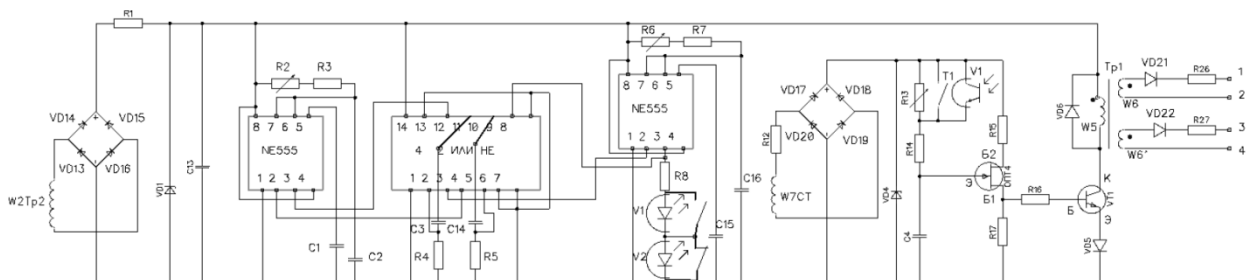 R1
R6
R7
8 7 6 5
NE555
1 2 3 4
R2
R3
8 7 6 5
NE555
1 2 3 4
14 13 12 11 10 9 8
4 2 ИЛИ НЕ
1 2 3 4 5 6 7
VD14
VD15
VD13
VD16
W2Tp2
VD1
C13
C1
C2
C3
C14
R4
R5
R8
V1
V2
C15
C16
VD17
VD18
VD20
VD19
R12
W7CT
VD4
R13
T1
V1
R14
R15
Б2
Э
Б1
C4
R16
R17
К
Б
VT1
Э
VD5
VD6
Тр1
W5
W6
W6'
VD21
R26
VD22
R27
1
2
3
4